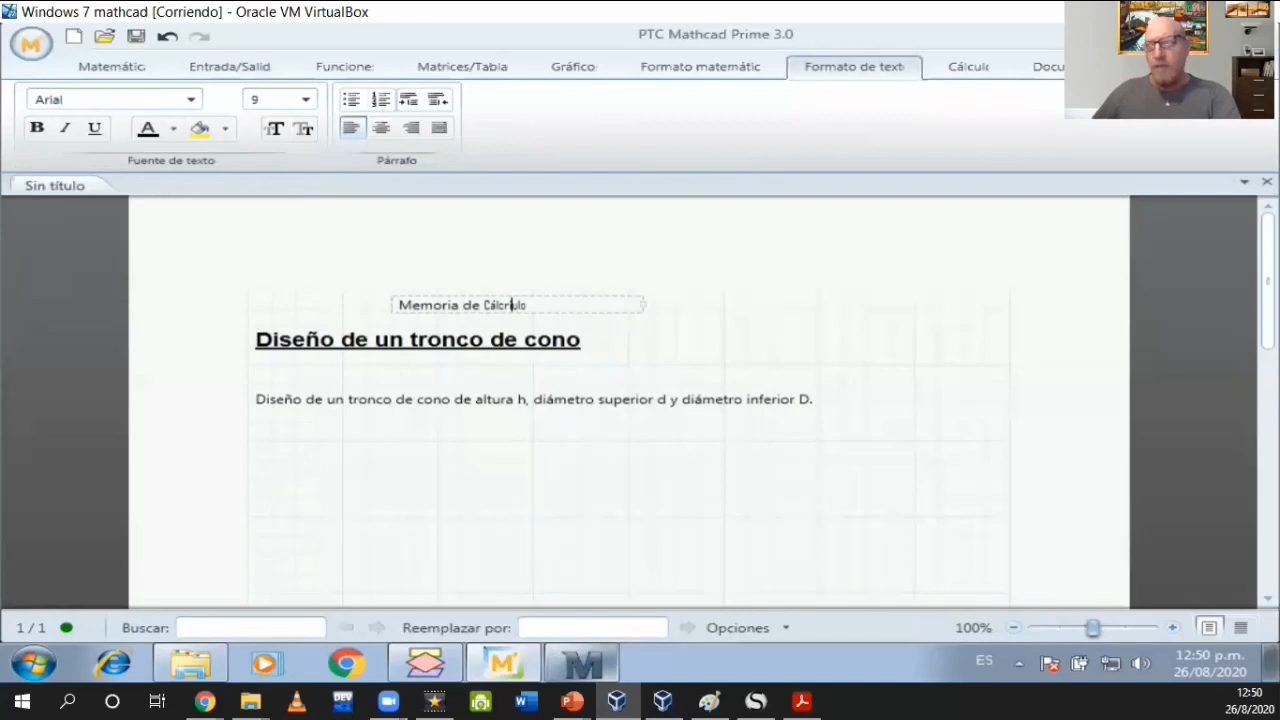 Windows 7 mathcad [Corriendo] - Oracle VM VirtualBox
PTC Mathcad Prime 3.0
Matemátic Entrada/Salid Funcione: Matrices/Tabla Gráfico: Formato matemátic Formato de text Cálcul Docu
Arial 9
B I U A TT TT
Fuente de texto Párrafo
Sin título
Memoria de Cálcrulo
Diseño de un tronco de cono
Diseño de un tronco de cono de altura h, diámetro superior d y diámetro inferior D.
1 / 1 Buscar: Reemplazar por: Opciones 100%
ES 12:50 p.m.
26/08/2020
12:50
26/8/2020